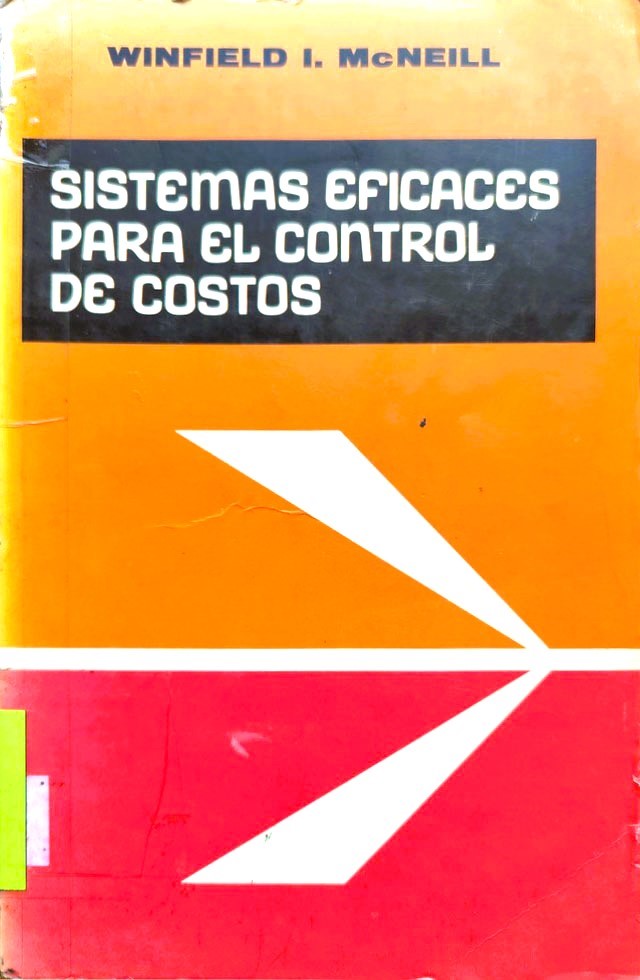 WINFIELD I. McNEILL
SISTEMAS EFICACES
PARA EL CONTROL
DE COSTOS